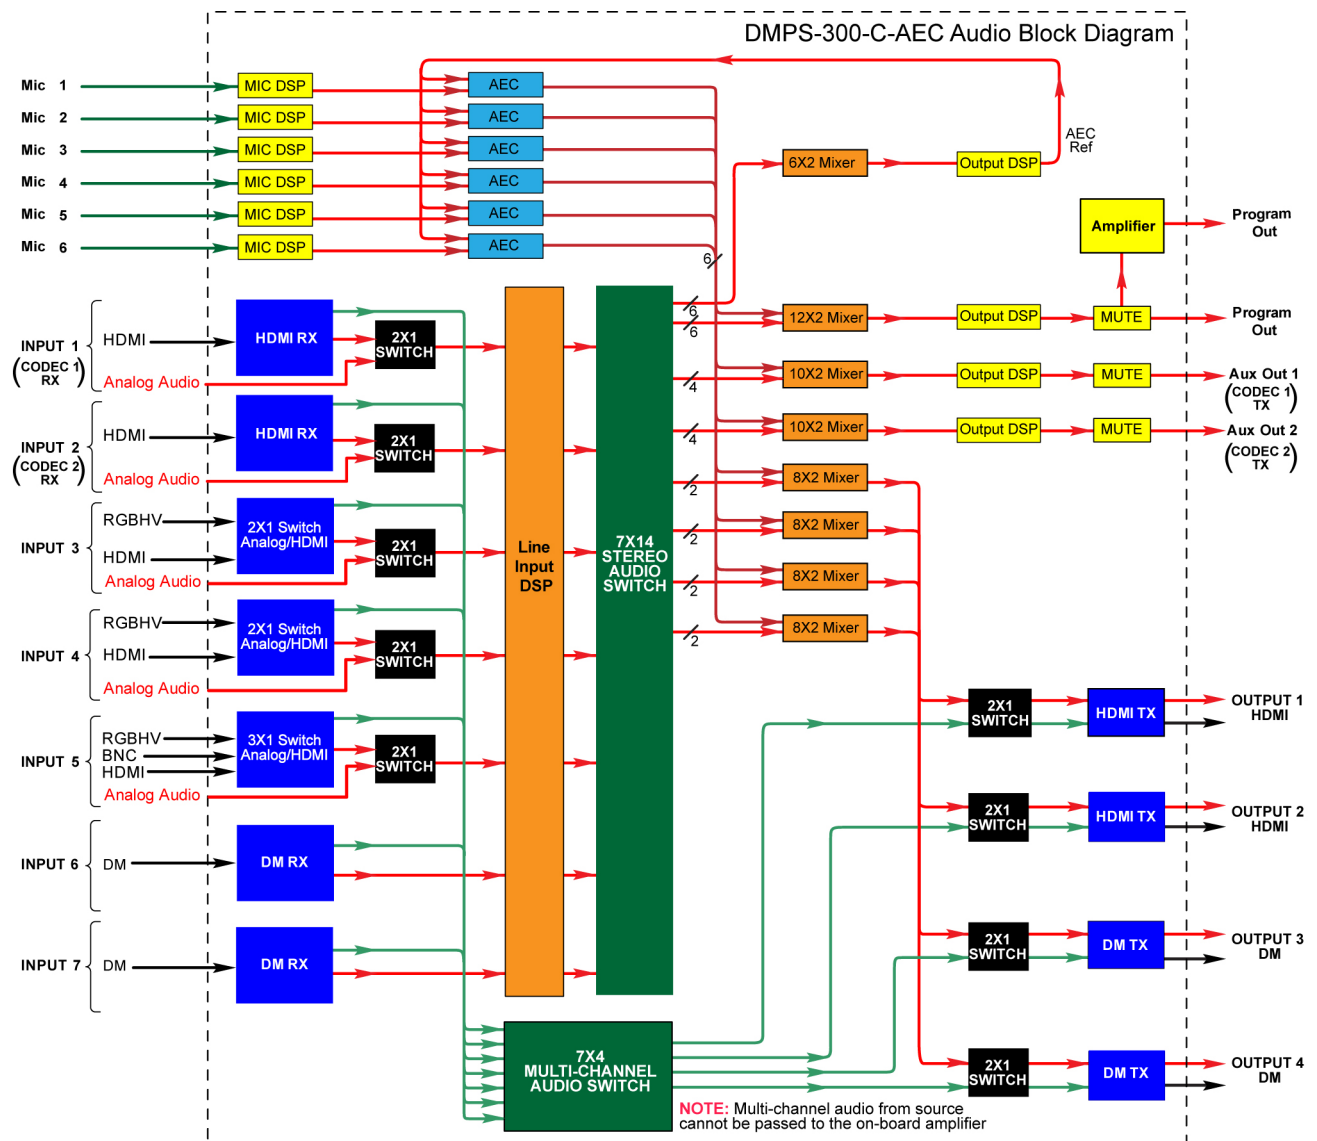 DMPS-300-C-AEC Audio Block Diagram
Mic 1
MIC DSP
AEC
Mic 2
MIC DSP
AEC
Mic 3
MIC DSP
AEC
Mic 4
MIC DSP
AEC
Mic 5
MIC DSP
AEC
Mic 6
MIC DSP
AEC
AEC
Ref
6X2 Mixer
Output DSP
Amplifier
Program
Out
6
6
6
12X2 Mixer
Output DSP
MUTE
Program
Out
4
10X2 Mixer
Output DSP
MUTE
Aux Out 1
(CODEC 1)
TX
4
10X2 Mixer
Output DSP
MUTE
Aux Out 2
(CODEC 2)
TX
2
8X2 Mixer
2
8X2 Mixer
2
8X2 Mixer
2
8X2 Mixer
INPUT 1
(CODEC 1)
RX
HDMI
Analog Audio
HDMI RX
2X1
SWITCH
INPUT 2
(CODEC 2)
RX
HDMI
Analog Audio
HDMI RX
2X1
SWITCH
INPUT 3
RGBHV
HDMI
Analog Audio
2X1 Switch
Analog/HDMI
2X1
SWITCH
INPUT 4
RGBHV
HDMI
Analog Audio
2X1 Switch
Analog/HDMI
2X1
SWITCH
INPUT 5
RGBHV
BNC
HDMI
Analog Audio
3X1 Switch
Analog/HDMI
2X1
SWITCH
INPUT 6
DM
DM RX
INPUT 7
DM
DM RX
Line
Input
DSP
7X14
STEREO
AUDIO
SWITCH
7X4
MULTI-CHANNEL
AUDIO SWITCH
2X1
SWITCH
HDMI TX
OUTPUT 1
HDMI
2X1
SWITCH
HDMI TX
OUTPUT 2
HDMI
2X1
SWITCH
DM TX
OUTPUT 3
DM
2X1
SWITCH
DM TX
OUTPUT 4
DM
NOTE: Multi-channel audio from source
cannot be passed to the on-board amplifier